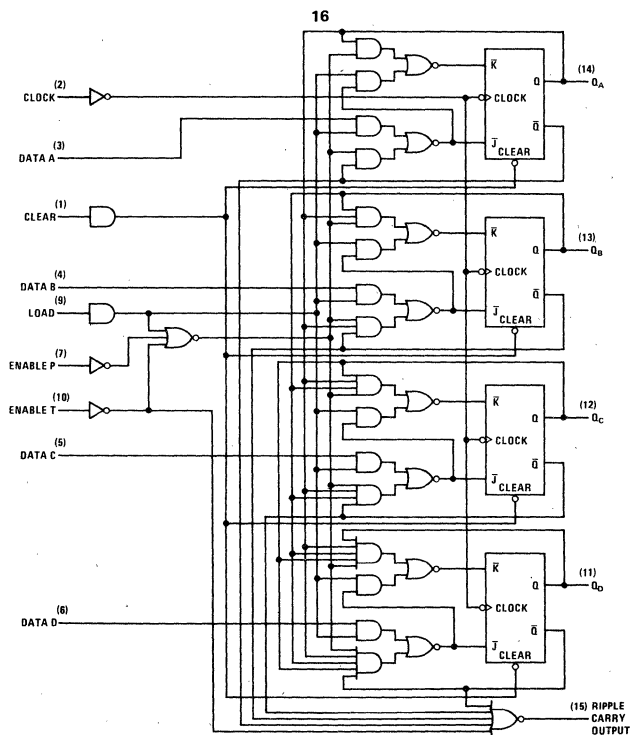 16
(2)
CLOCK
(3)
DATA A
(1)
CLEAR
(4)
DATA B
(9)
LOAD
(7)
ENABLE P
(10)
ENABLE T
(5)
DATA C
(6)
DATA D
K̅
Q
(14)
Q_A
CLOCK
Q̅
J̅
CLEAR
K̅
Q
(13)
Q_B
CLOCK
Q̅
J̅
CLEAR
K̅
Q
(12)
Q_C
CLOCK
Q̅
J̅
CLEAR
K̅
Q
(11)
Q_D
CLOCK
Q̅
J̅
CLEAR
(15) RIPPLE
CARRY
OUTPUT